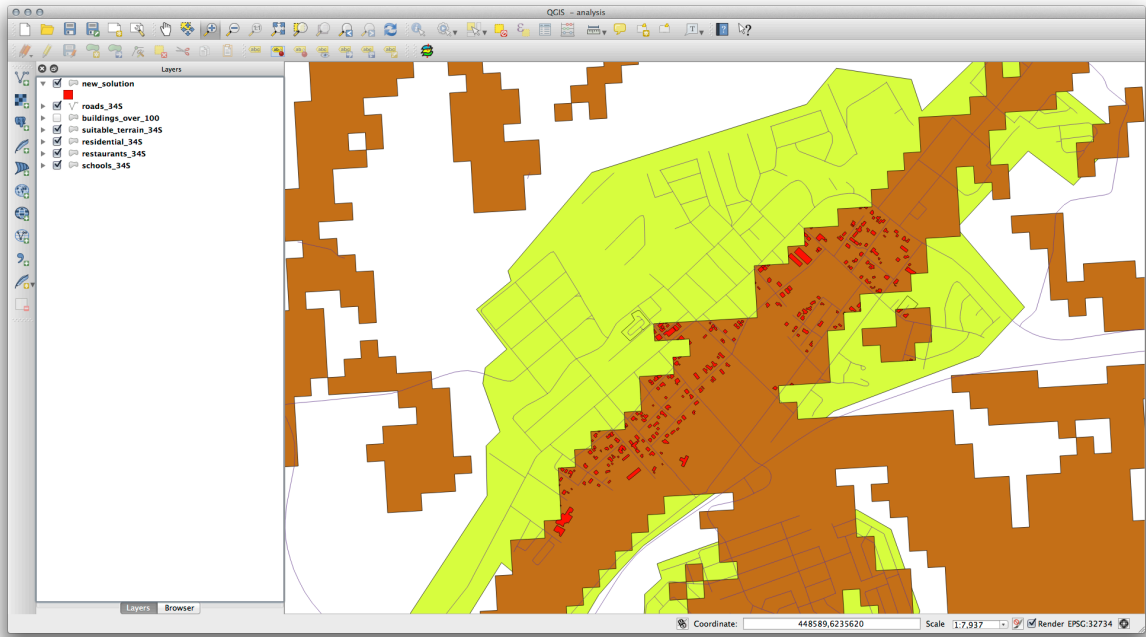 QGIS - analysis
Layers
new_solution
roads_34S
buildings_over_100
suitable_terrain_34S
residential_34S
restaurants_34S
schools_34S
Layers Browser
Coordinate: 448589,6235620 Scale 1:7,937 Render EPSG:32734